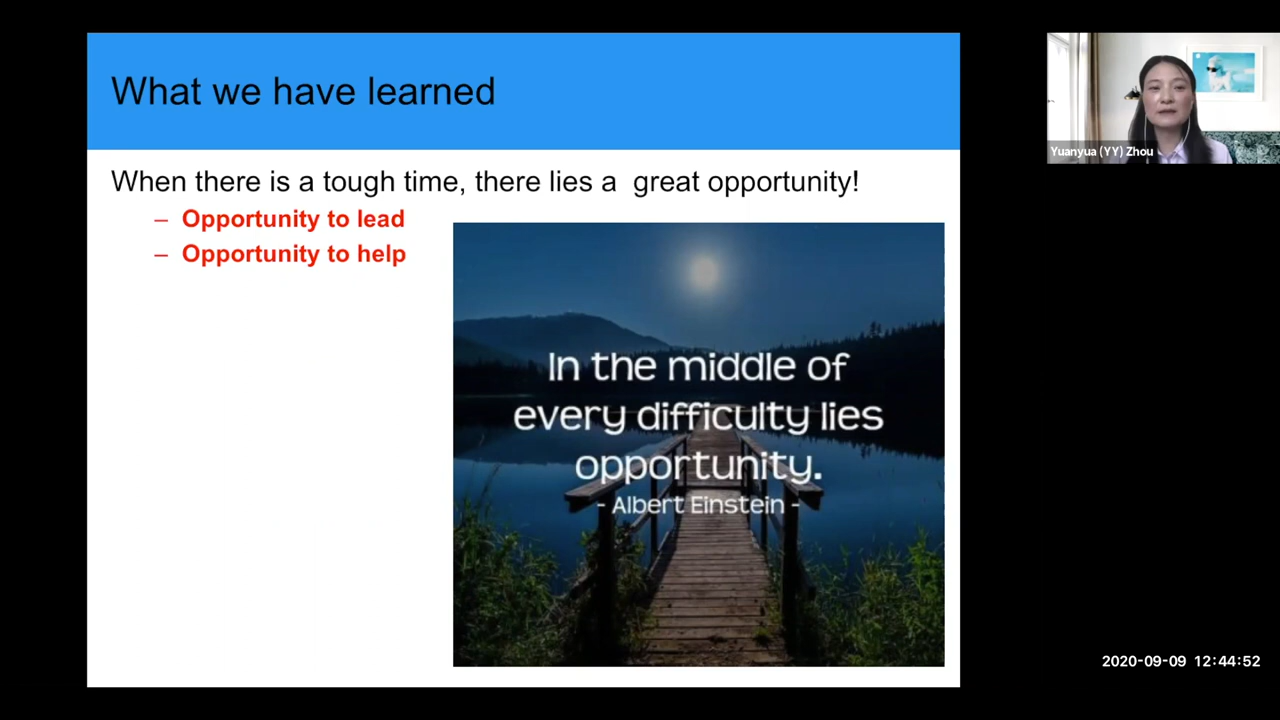 What we have learned
When there is a tough time, there lies a  great opportunity!
– Opportunity to lead
– Opportunity to help
In the middle of
every difficulty lies
opportunity.
- Albert Einstein -
Yuanyua (YY) Zhou
2020-09-09 12:44:52